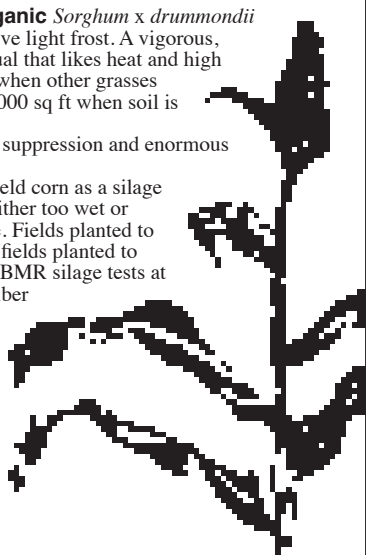 ganic Sorghum x drummondii
ve light frost. A vigorous,
ual that likes heat and high
when other grasses
000 sq ft when soil is
suppression and enormous
eld corn as a silage
ither too wet or
e. Fields planted to
fields planted to
BMR silage tests at
ber